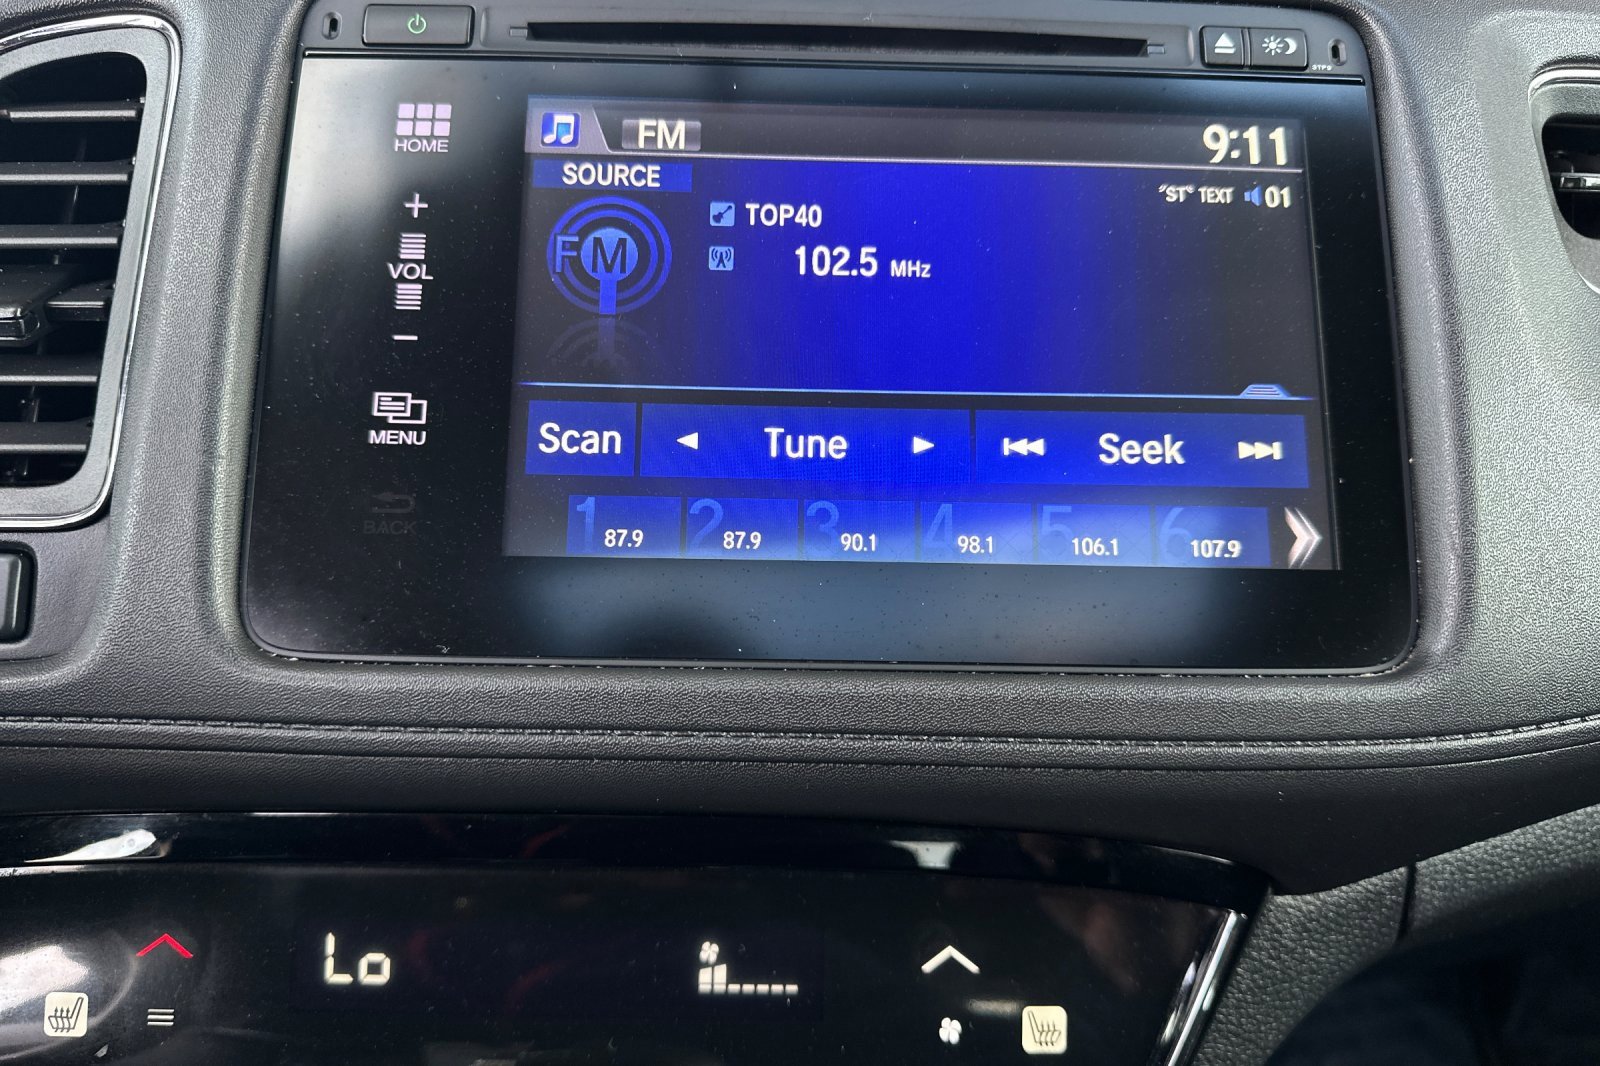 HOME
FM
9:11
SOURCE
"ST" TEXT 01
TOP40
FM
102.5 MHz
+
VOL
−
MENU
BACK
Scan
Tune
Seek
1 87.9
2 87.9
3 90.1
4 98.1
5 106.1
6 107.9
Lo